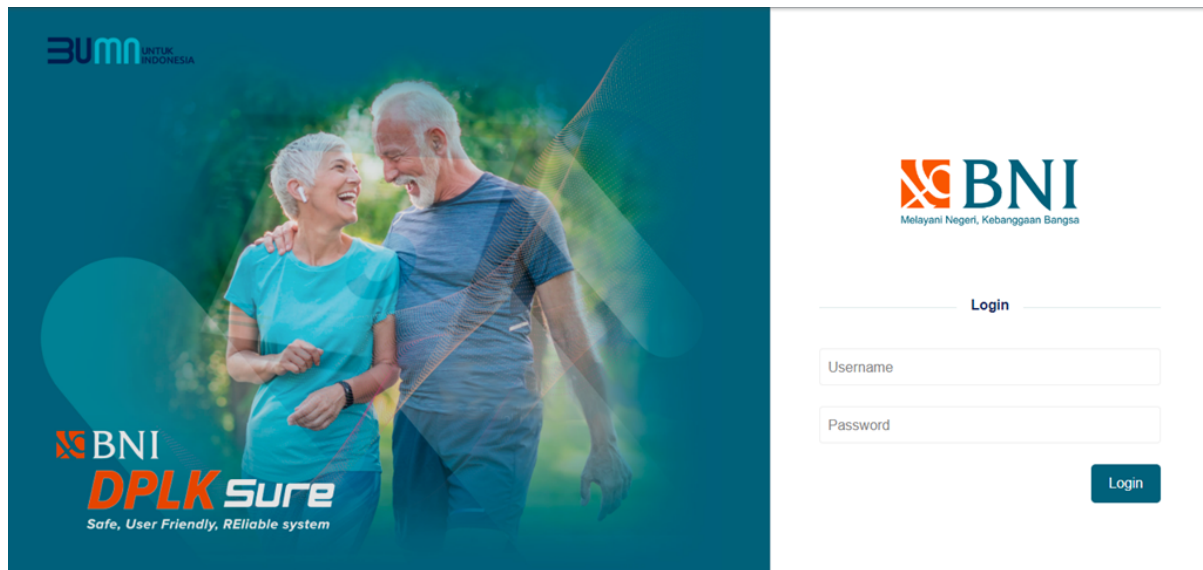 BUMN UNTUK
INDONESIA
BNI
DPLK Sure
Safe, User Friendly, REliable system
BNI
Melayani Negeri, Kebanggaan Bangsa
Login
Username
Password
Login